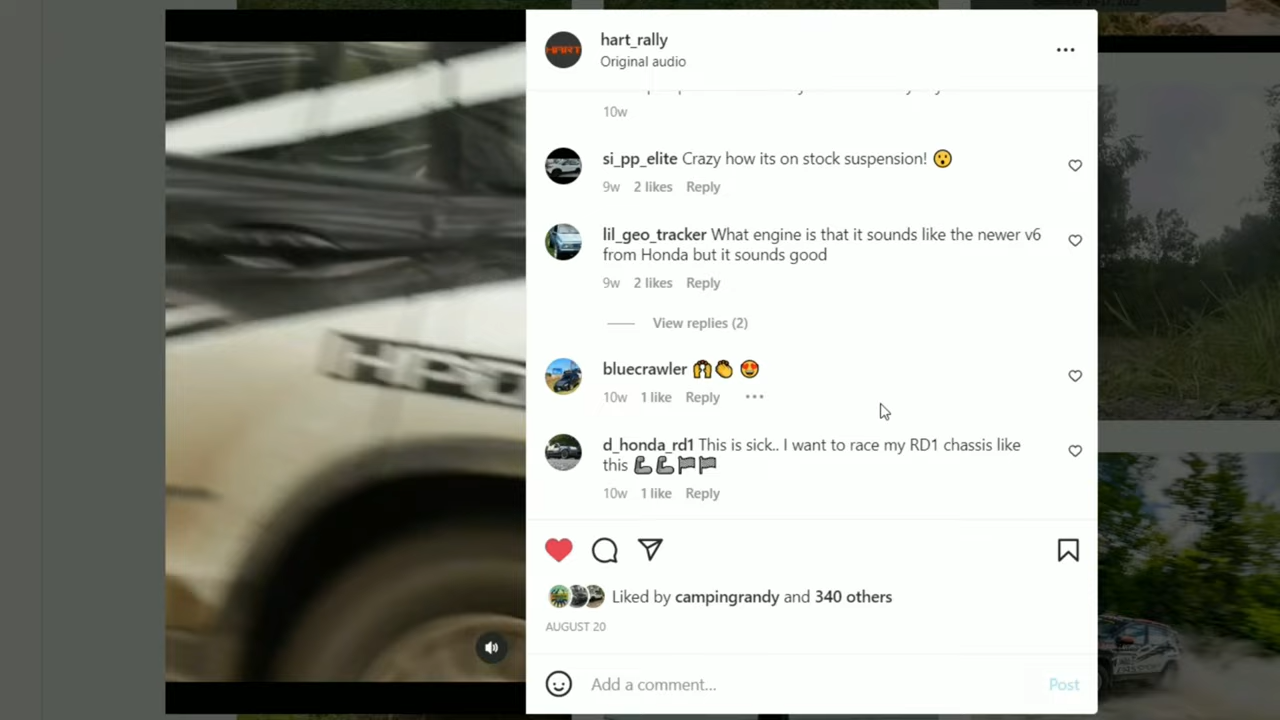 hart_rally
Original audio
10w
si_pp_elite Crazy how its on stock suspension! 😮
9w 2 likes Reply
lil_geo_tracker What engine is that it sounds like the newer v6
from Honda but it sounds good
9w 2 likes Reply
View replies (2)
bluecrawler 🙌👏 😍
10w 1 like Reply
d_honda_rd1 This is sick.. I want to race my RD1 chassis like
this 💪💪🏴🏴
10w 1 like Reply
Liked by campingrandy and 340 others
AUGUST 20
Add a comment...
Post
HART